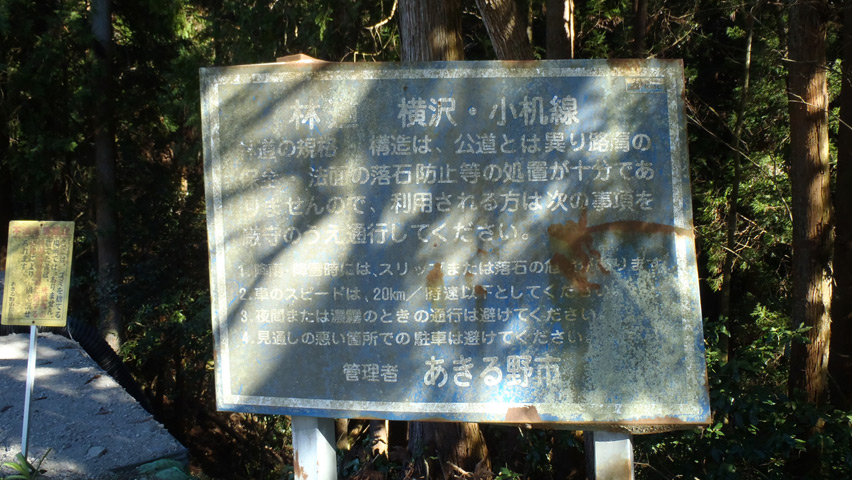 林道 横沢・小机線
林道の規格 構造は、公道とは異り路肩の
保全、法面の落石防止等の処置が十分であ
りませんので、利用される方は次の事項を
厳守のうえ通行してください。
1.降雨・降雪時には、スリップまたは落石の危険があります。
2.車のスピードは、20km/時速以下としてください。
3.夜間または濃霧のときの通行は避けてください。
4.見通しの悪い箇所での駐車は避けてください。
管理者 あきる野市